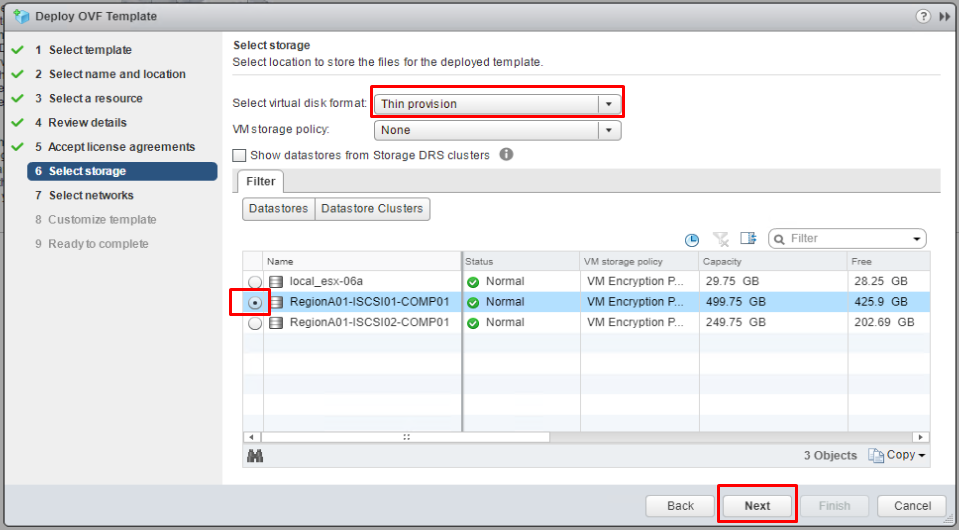 Deploy OVF Template
1 Select template
2 Select name and location
3 Select a resource
4 Review details
5 Accept license agreements
6 Select storage
7 Select networks
8 Customize template
9 Ready to complete
Select storage
Select location to store the files for the deployed template.
Select virtual disk format: Thin provision
VM storage policy: None
Show datastores from Storage DRS clusters
Filter
Datastores Datastore Clusters
Filter
Name Status VM storage policy Capacity Free
local_esx-06a Normal VM Encryption P... 29.75 GB 28.25 GB
RegionA01-ISCSI01-COMP01 Normal VM Encryption P... 499.75 GB 425.9 GB
RegionA01-ISCSI02-COMP01 Normal VM Encryption P... 249.75 GB 202.69 GB
3 Objects Copy
Back Next Finish Cancel